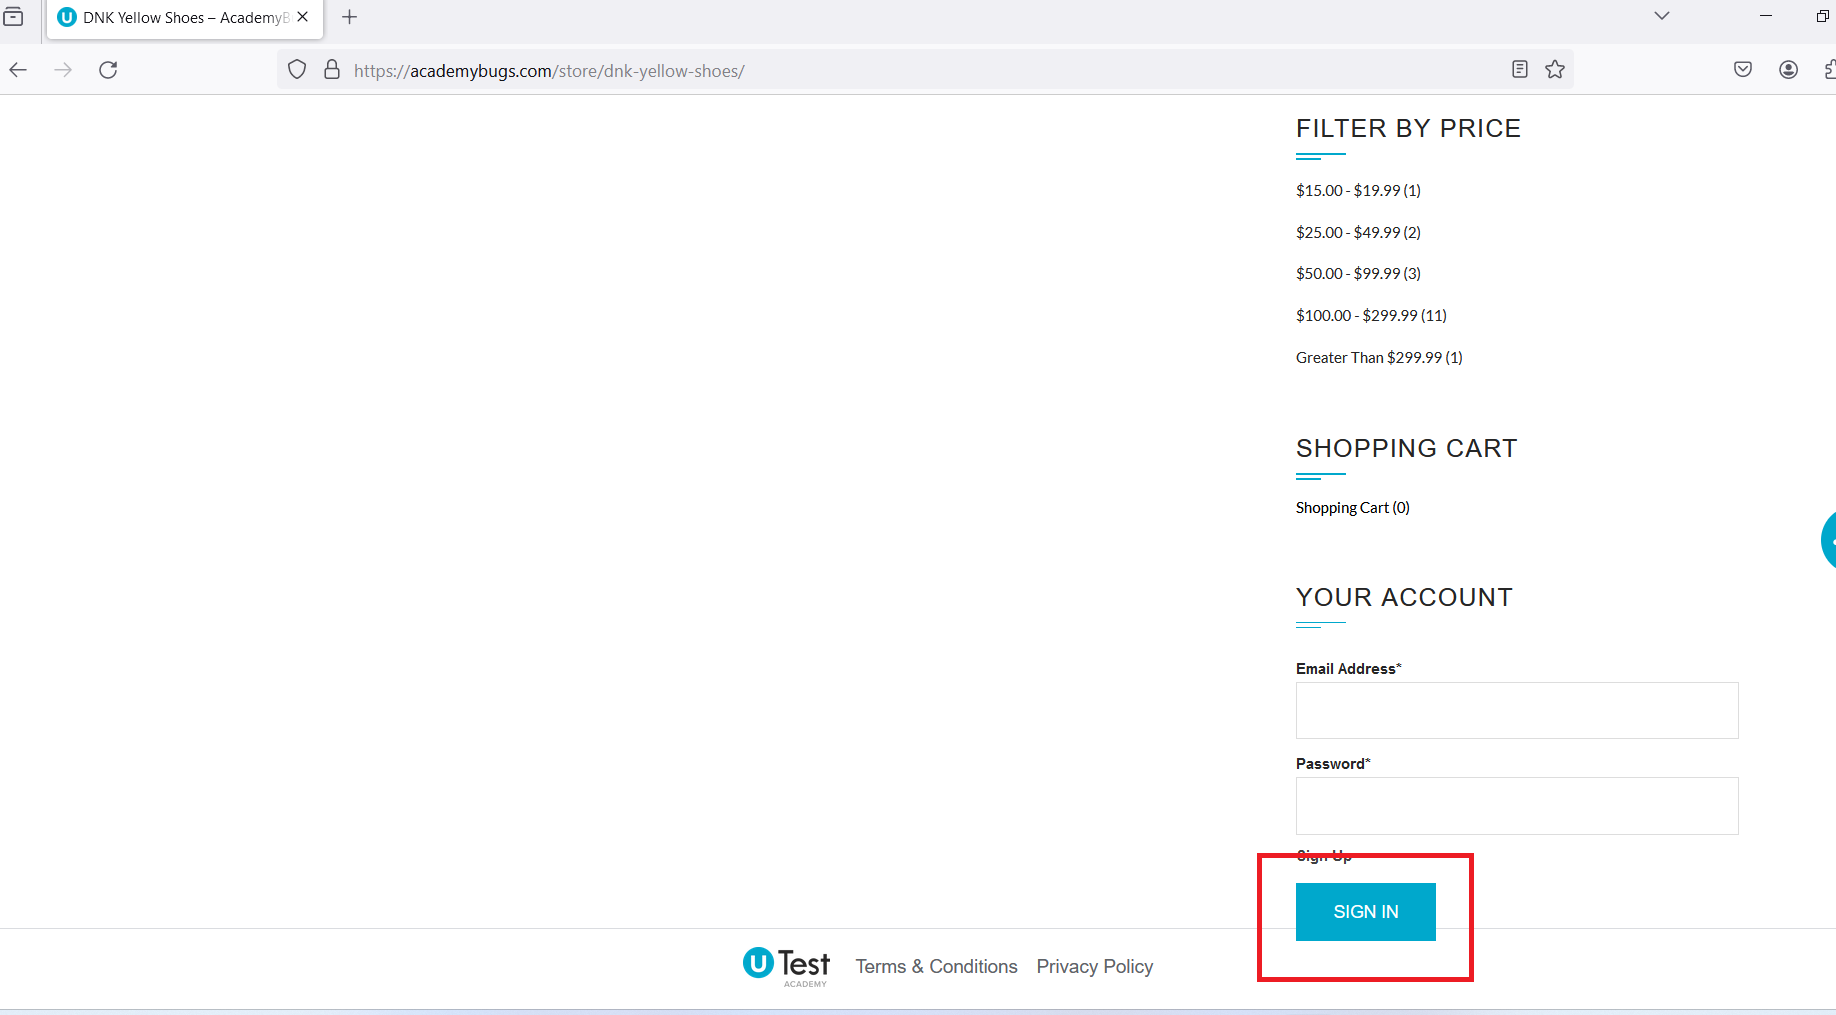 DNK Yellow Shoes – AcademyB
https://academybugs.com/store/dnk-yellow-shoes/
FILTER BY PRICE
$15.00 - $19.99 (1)
$25.00 - $49.99 (2)
$50.00 - $99.99 (3)
$100.00 - $299.99 (11)
Greater Than $299.99 (1)
SHOPPING CART
Shopping Cart (0)
YOUR ACCOUNT
Email Address*
Password*
Sign Up
SIGN IN
U Test
ACADEMY
Terms & Conditions
Privacy Policy